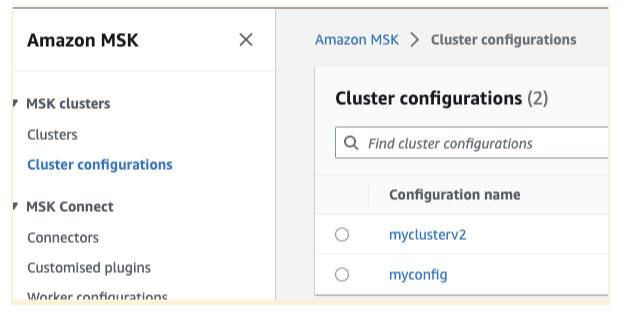 Amazon MSK
Amazon MSK > Cluster configurations
MSK clusters
Clusters
Cluster configurations
MSK Connect
Connectors
Customised plugins
Worker configurations
Cluster configurations (2)
Find cluster configurations
Configuration name
myclusterv2
myconfig